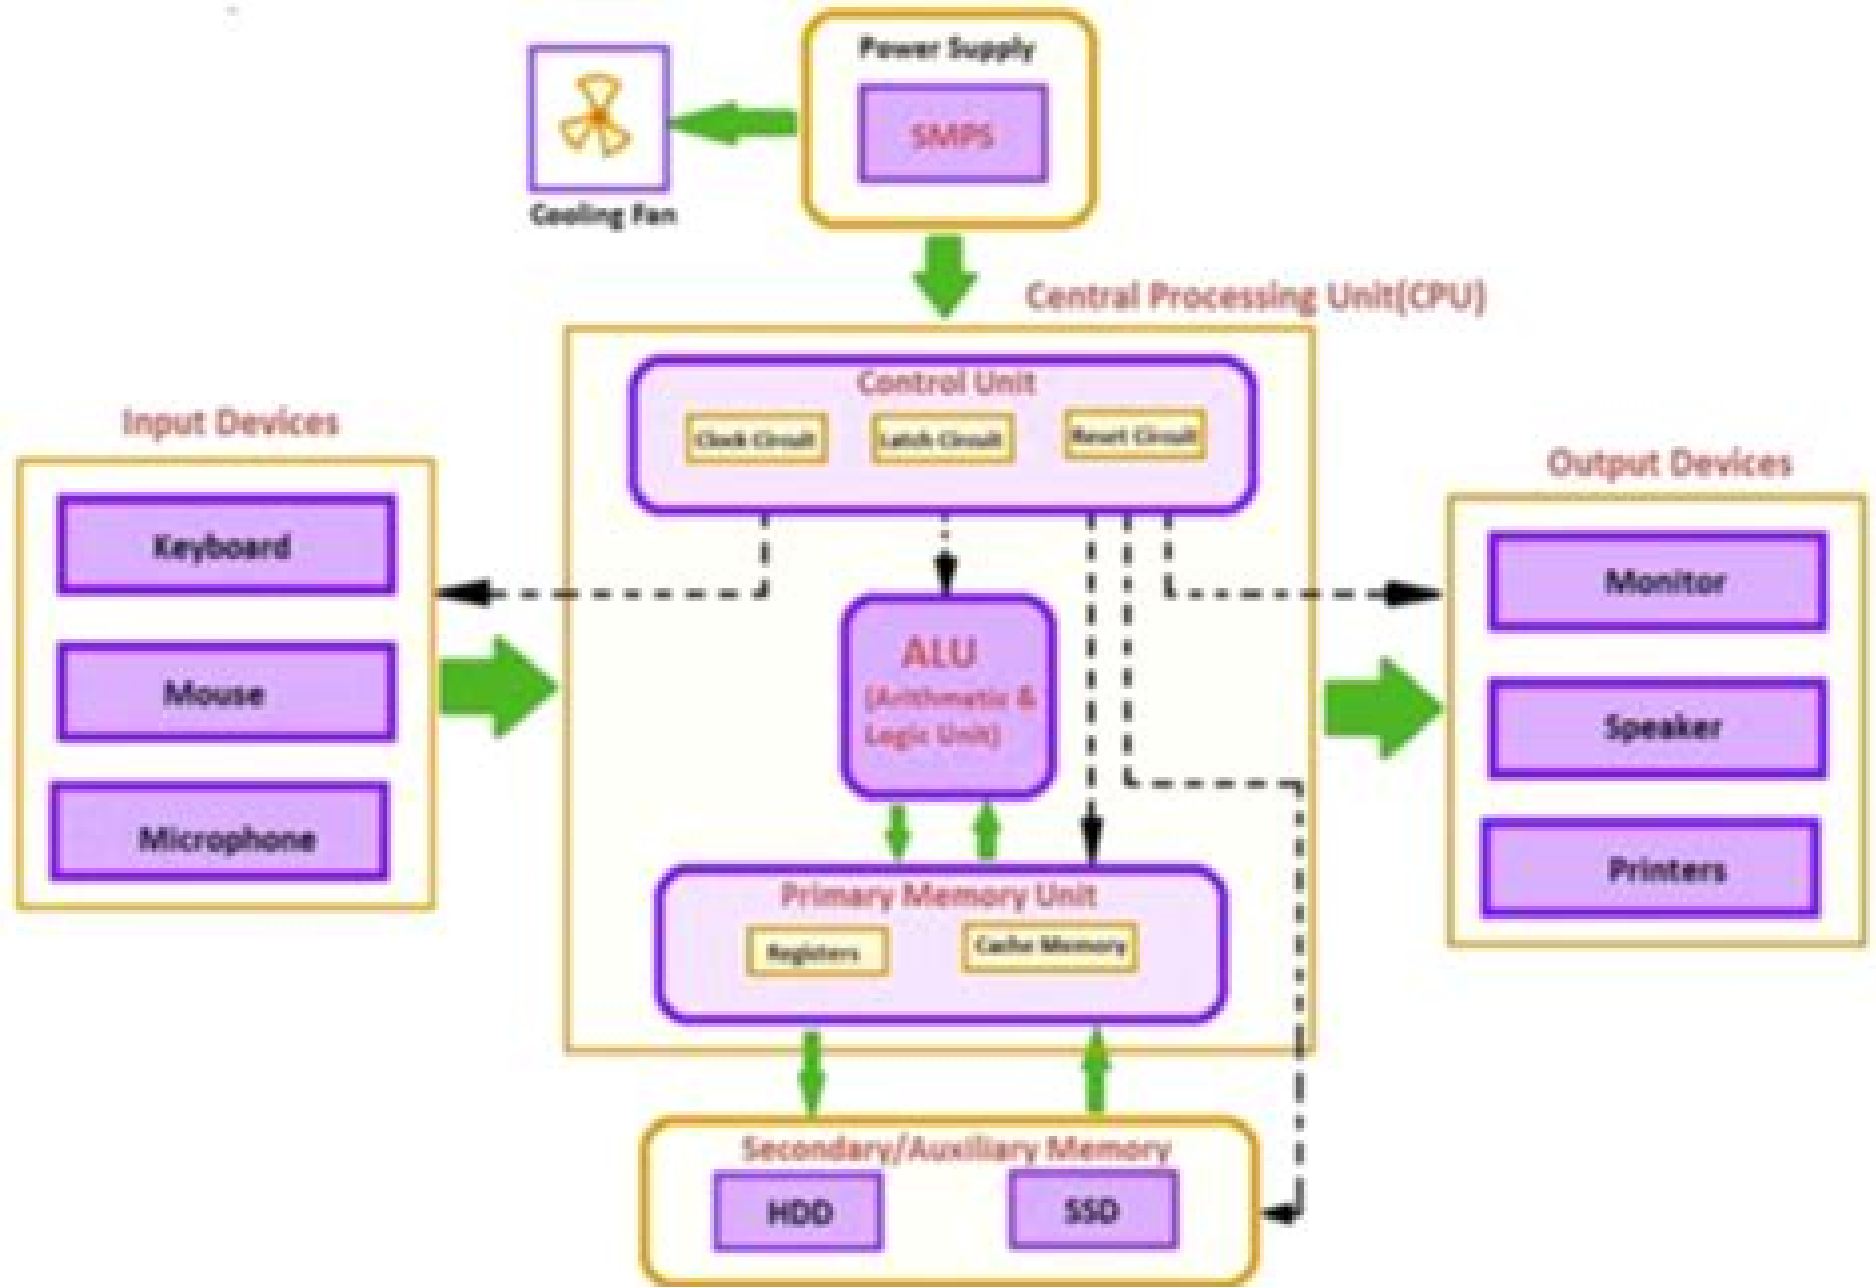 Power Supply
SMPS
Cooling Fan
Central Processing Unit(CPU)
Control Unit
Clock Circuit
Latch Circuit
Reset Circuit
Input Devices
Keyboard
Mouse
Microphone
ALU
(Arithmatic &
Logic Unit)
Primary Memory Unit
Registers
Cache Memory
Secondary/Auxiliary Memory
HDD
SSD
Output Devices
Monitor
Speaker
Printers